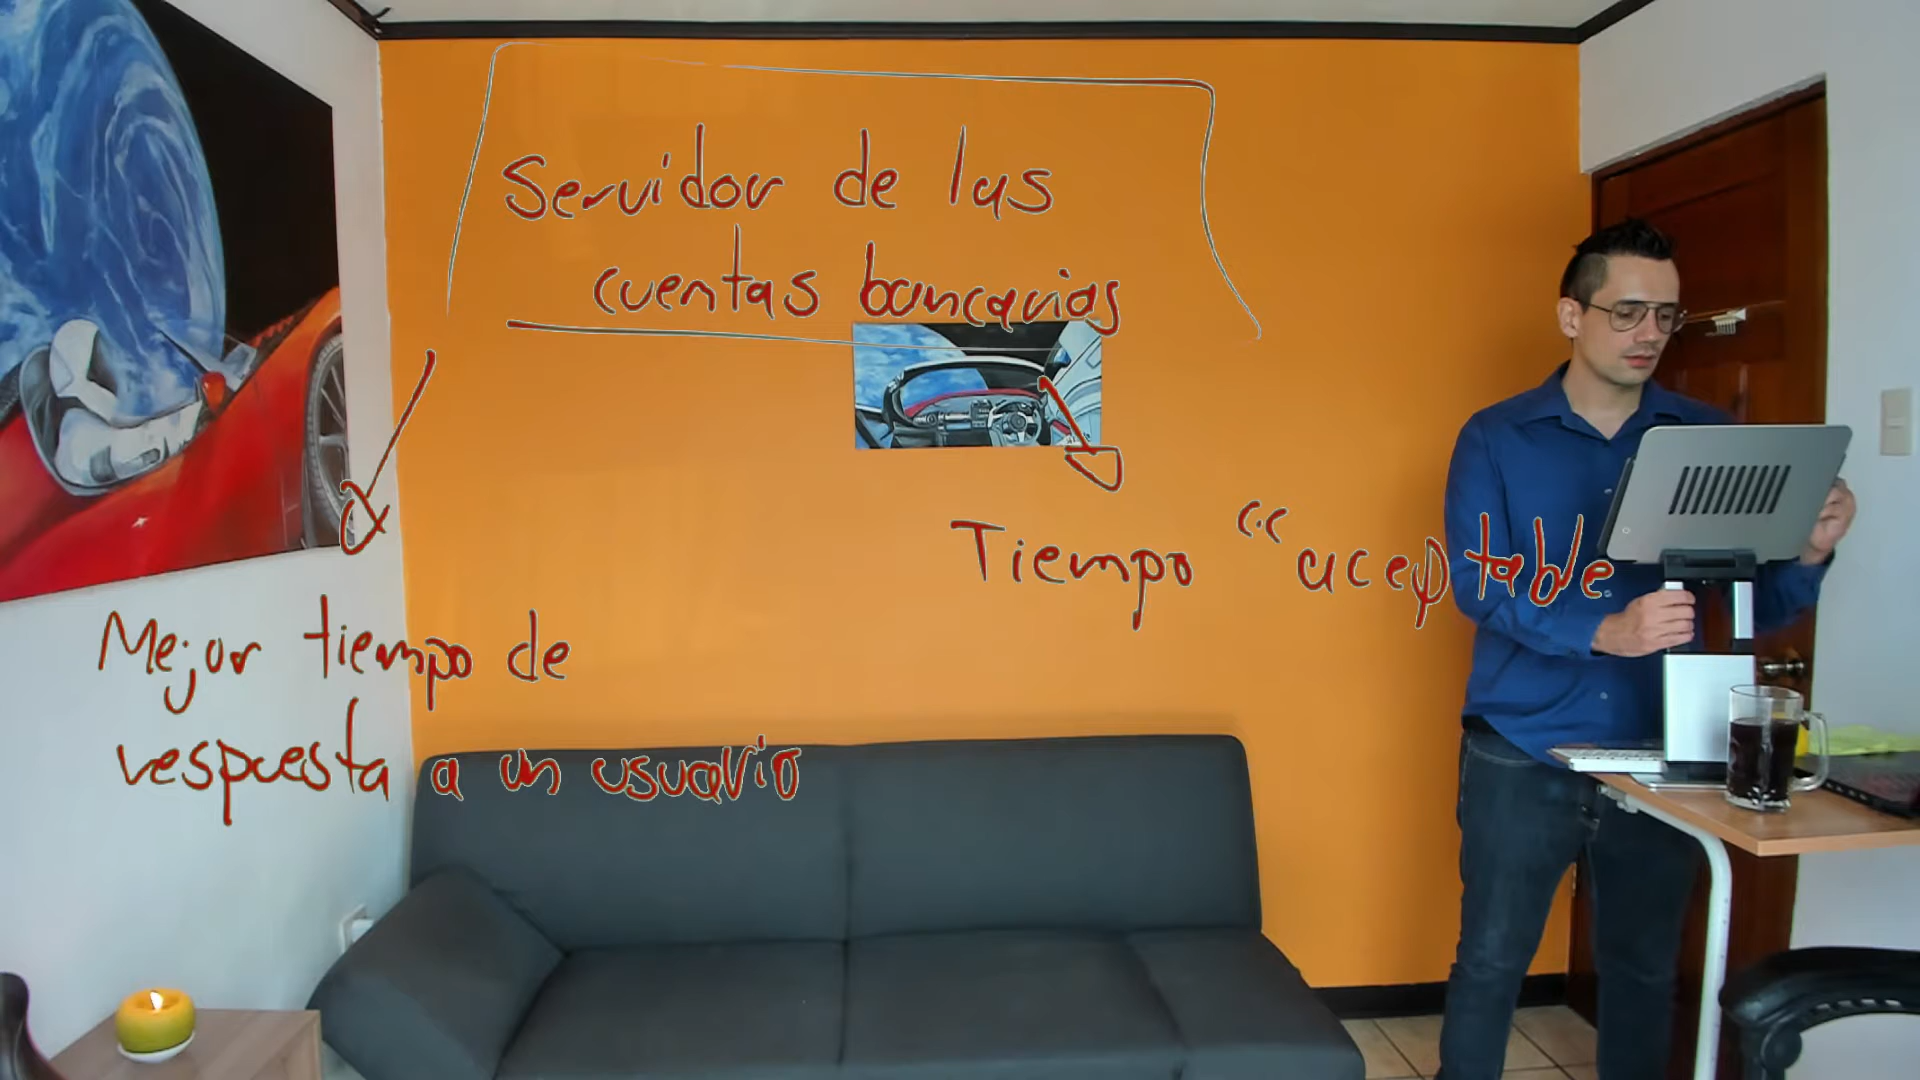 Servidor de las
cuentas bancarias
Tiempo "aceptable
Mejor tiempo de
respuesta a un usuario